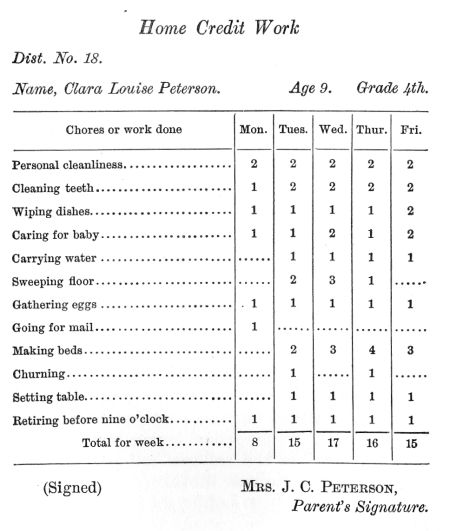 Home Credit Work
Dist. No. 18.
Name, Clara Louise Peterson. Age 9. Grade 4th.
Chores or work done Mon. Tues. Wed. Thur. Fri.
Personal cleanliness................... 2 2 2 2 2
Cleaning teeth........................ 1 2 2 2 2
Wiping dishes......................... 1 1 1 1 2
Caring for baby....................... 1 1 2 1 2
Carrying water ....................... ...... 1 1 1 1
Sweeping floor........................ ...... 2 3 1 ......
Gathering eggs ....................... 1 1 1 1 1
Going for mail........................ 1 ...... ...... ...... ......
Making beds.......................... ...... 2 3 4 3
Churning............................. ...... 1 ...... 1 ......
Setting table......................... ...... 1 1 1 1
Retiring before nine o'clock........... 1 1 1 1 1
Total for week............ 8 15 17 16 15
(Signed) Mrs. J. C. Peterson,
Parent's Signature.